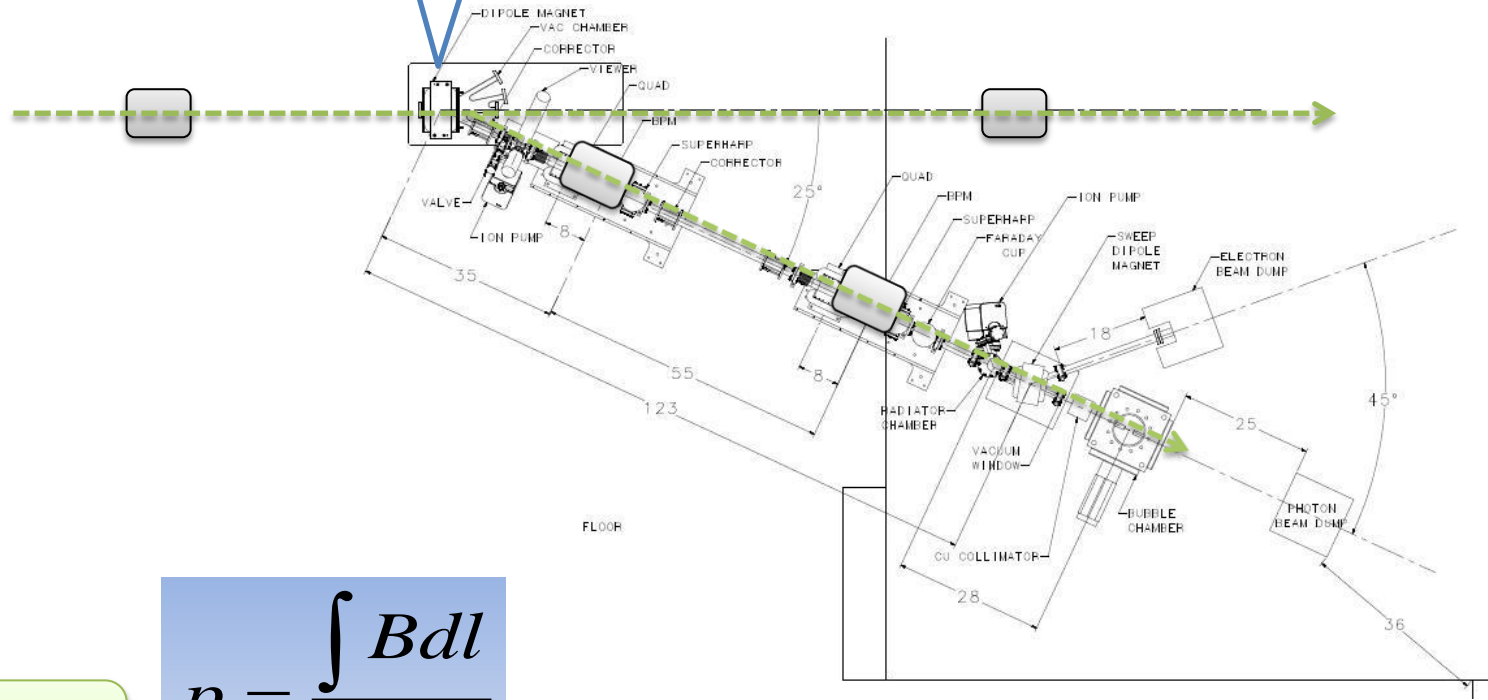 DIPOLE MAGNET
VAC CHAMBER
CORRECTOR
VIEWER
QUAD
BPM
SUPERHARP
CORRECTOR
25°
VALVE
ION PUMP
8
35
QUAD
BPM
ION PUMP
SUPERHARP
FARADAY
CUP
SWEEP
DIPOLE
MAGNET
ELECTRON
BEAM DUMP
18
55
8
123
RADIATOR
CHAMBER
45°
25
VACUUM
WINDOW
BUBBLE
CHAMBER
PHOTON
BEAM DUMP
FLOOR
CU COLLIMATOR
28
36
∫ Bdl
p =